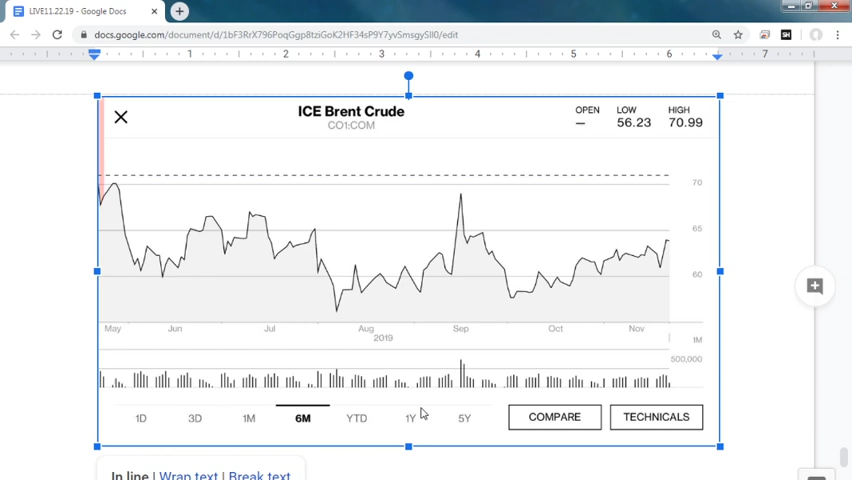 LIVE11.22.19 - Google Docs
docs.google.com/document/d/1bF3RrX796PoqGgp8tziGoK2HF34sP9Y7yvSmsgySlI0/edit
1 2 3 4 5 6 7
ICE Brent Crude
CO1:COM
OPEN LOW HIGH
— 56.23 70.99
70
65
60
May Jun Jul Aug Sep Oct Nov
2019
1M
500,000
1D 3D 1M 6M YTD 1Y 5Y COMPARE TECHNICALS
In line | Wrap text | Break text